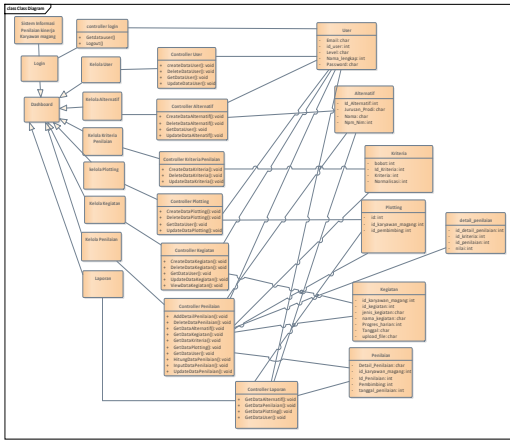 class Class Diagram
Sistem Informasi
Penilaian Kinerja
Karyawan Magang
Login
Dashboard
Kelola User
Kelola Alternatif
Kelola Kriteria
Penilaian
Kelola Plotting
Kelola Kegiatan
Kelola Penilaian
Laporan
controller login
+ GetDatauser()
+ Logout()
Controller User
+ createDataUser(): void
+ DeleteDataUser(): void
+ GetDataUser(): void
+ UpdateDataUser(): void
Controller Alternatif
+ CreateDataAlternatif(): void
+ DeleteDataAlternatif(): void
+ GetDatauser(): void
+ UpdateDataAltenatif(): void
Controller Kriteria Penilaian
+ CreateDataKriteria(): void
+ DeleteDataKriteria(): void
+ UpdateDataKriteria(): void
Controller Plotting
+ CreateDataPlotting(): void
+ DeleteDataPlotting(): void
+ GetDataUser(): void
+ UpdateDataPlotting(): void
Controller Kegiatan
+ CreateDataKegiatan(): void
+ DeleteDataKegiatan(): void
+ GetDataUser(): void
+ UpdateDataKegiatan(): void
+ ViewDataKegiatan(): void
Controller Penilaian
+ AddDetailPenilaian(): void
+ DeleteDataPenilaian(): void
+ GetDataAlternatif(): void
+ GetDataKegiatan(): void
+ GetDataKriteria(): void
+ GetDataPlotting(): void
+ GetDataUser(): void
+ HitungDataPenilaian(): void
+ InputDataPenilaian(): void
+ UpdateDataPenilaian(): void
Controller Laporan
+ GetDataAlternatif(): void
+ GetDataPenilaian(): void
+ GetDataPlotting(): void
+ GetDataUser(): void
User
- Email: char
- id_user: int
- Level: char
- Nama_lengkap: char
- Password: char
Alternatif
- Id_Alternatif: int
- Jurusan_Prodi: char
- Nama: char
- Npm_Nim: int
Kriteria
- bobot: int
- Id_Kriteria: int
- Kriteria: int
- Normalisasi: int
Plotting
- id: int
- id_karyawan_magang: int
- id_pembimbing: int
detail_penilaian
- id_detail_penilaian: int
- id_kriteria: int
- id_penilaian: int
- nilai: int
Kegiatan
- id_karyawan_magang: int
- id_kegiatan: int
- jenis_kegiatan: char
- nama_kegiatan: char
- Progres_harian: int
- Tanggal: char
- upload_file: char
Penilaian
- Detail_Penilaian: char
- id_karyawan_magang: int
- Id_Penilaian: int
- Pembimbing: int
- tanggal_penilaian: int